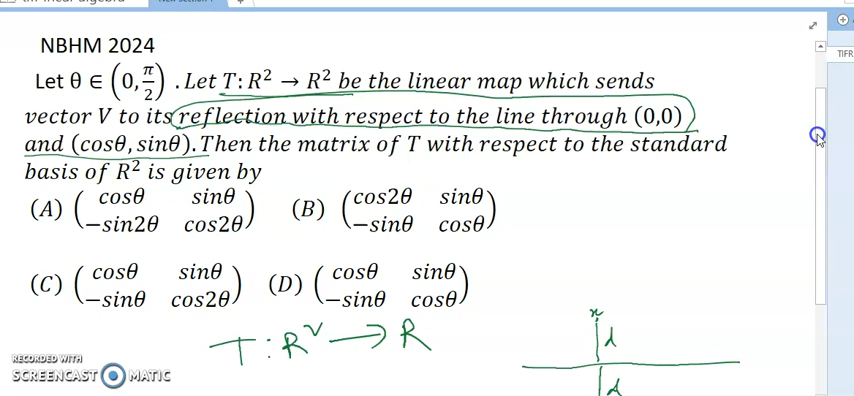 NBHM 2024
Let θ ∈ (0, π/2) . Let T: R² → R² be the linear map which sends
vector V to its reflection with respect to the line through (0,0)
and (cosθ, sinθ). Then the matrix of T with respect to the standard
basis of R² is given by
(A) ( cosθ sinθ
−sin2θ cos2θ ) (B) ( cos2θ sinθ
−sinθ cosθ )
(C) ( cosθ sinθ
−sinθ cos2θ ) (D) ( cosθ sinθ
−sinθ cosθ )
T : R² → R
x
d
d
RECORDED WITH
SCREENCAST MATIC
TIFR